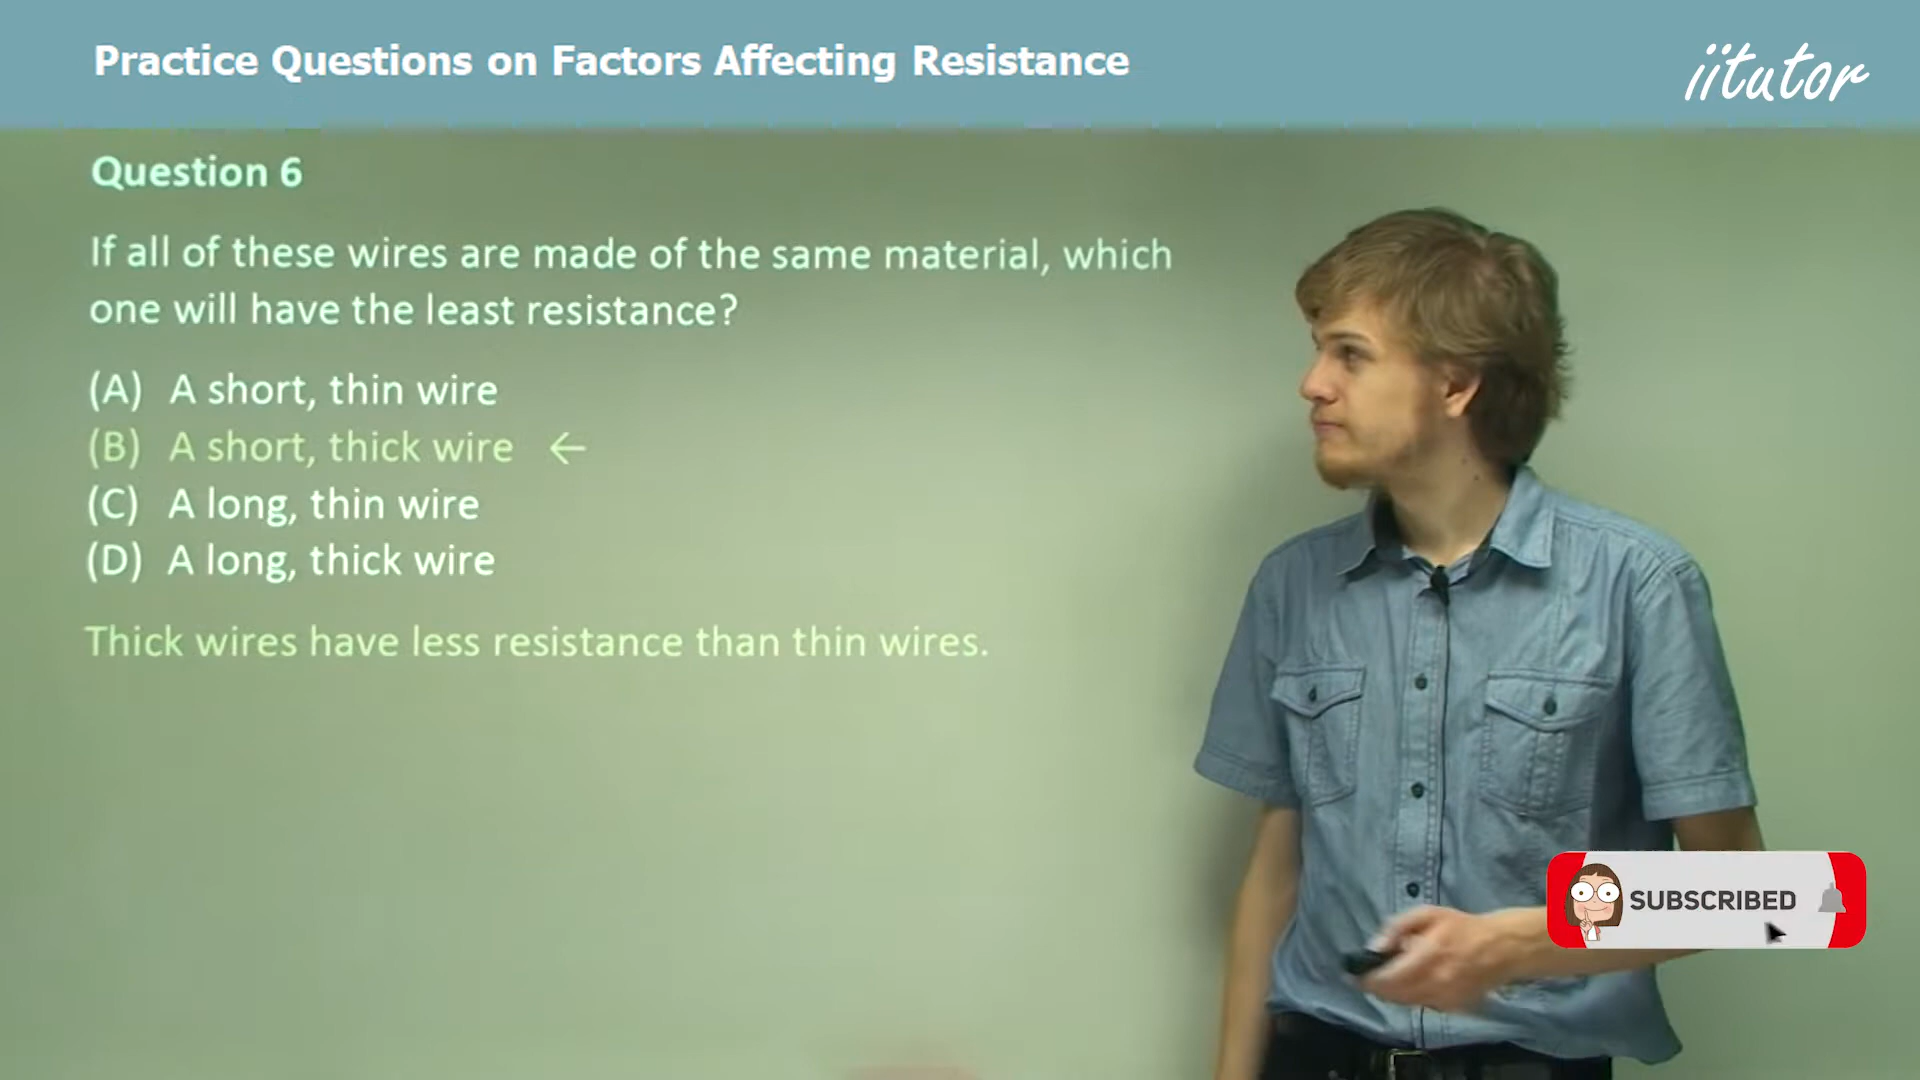 Practice Questions on Factors Affecting Resistance
iitutor
Question 6
If all of these wires are made of the same material, which
one will have the least resistance?
(A) A short, thin wire
(B) A short, thick wire ←
(C) A long, thin wire
(D) A long, thick wire
Thick wires have less resistance than thin wires.
SUBSCRIBED